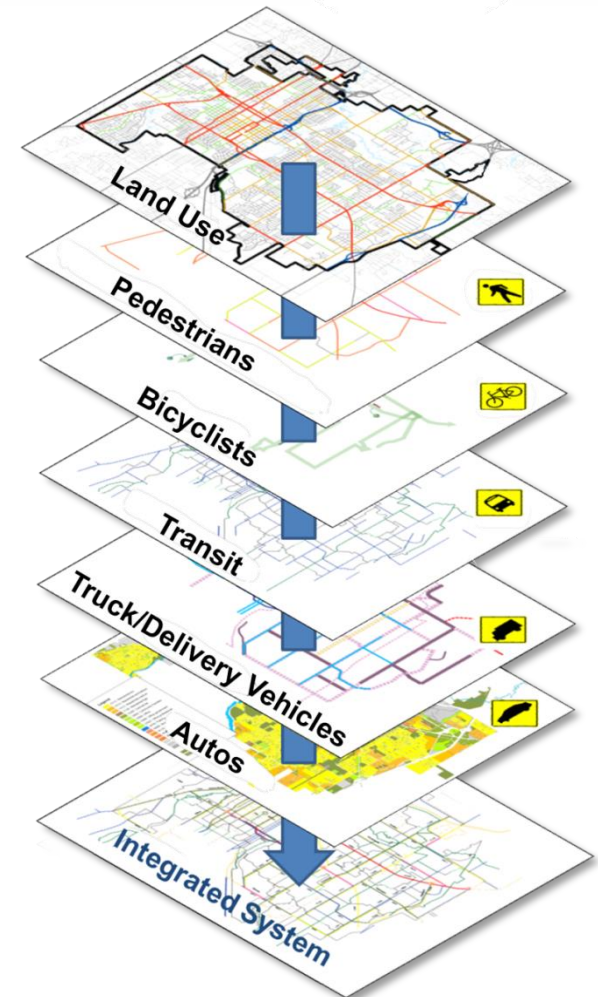 Land Use
Pedestrians
Bicyclists
Transit
Truck/Delivery Vehicles
Autos
Integrated System